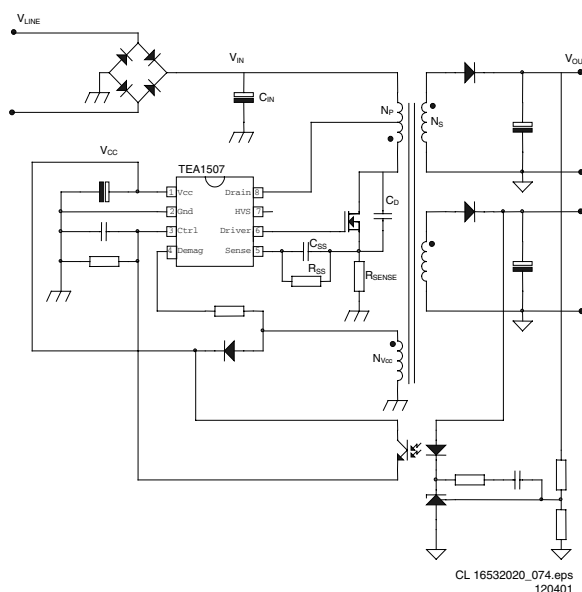 VLINE
VIN
VOU
CIN
NP
NS
VCC
TEA1507
1 Vcc Drain 8
2 Gnd HVS 7
3 Ctrl Driver 6
4 Demag Sense 5
CD
CSS
RSS
RSENSE
NVcc
CL 16532020_074.eps
120401